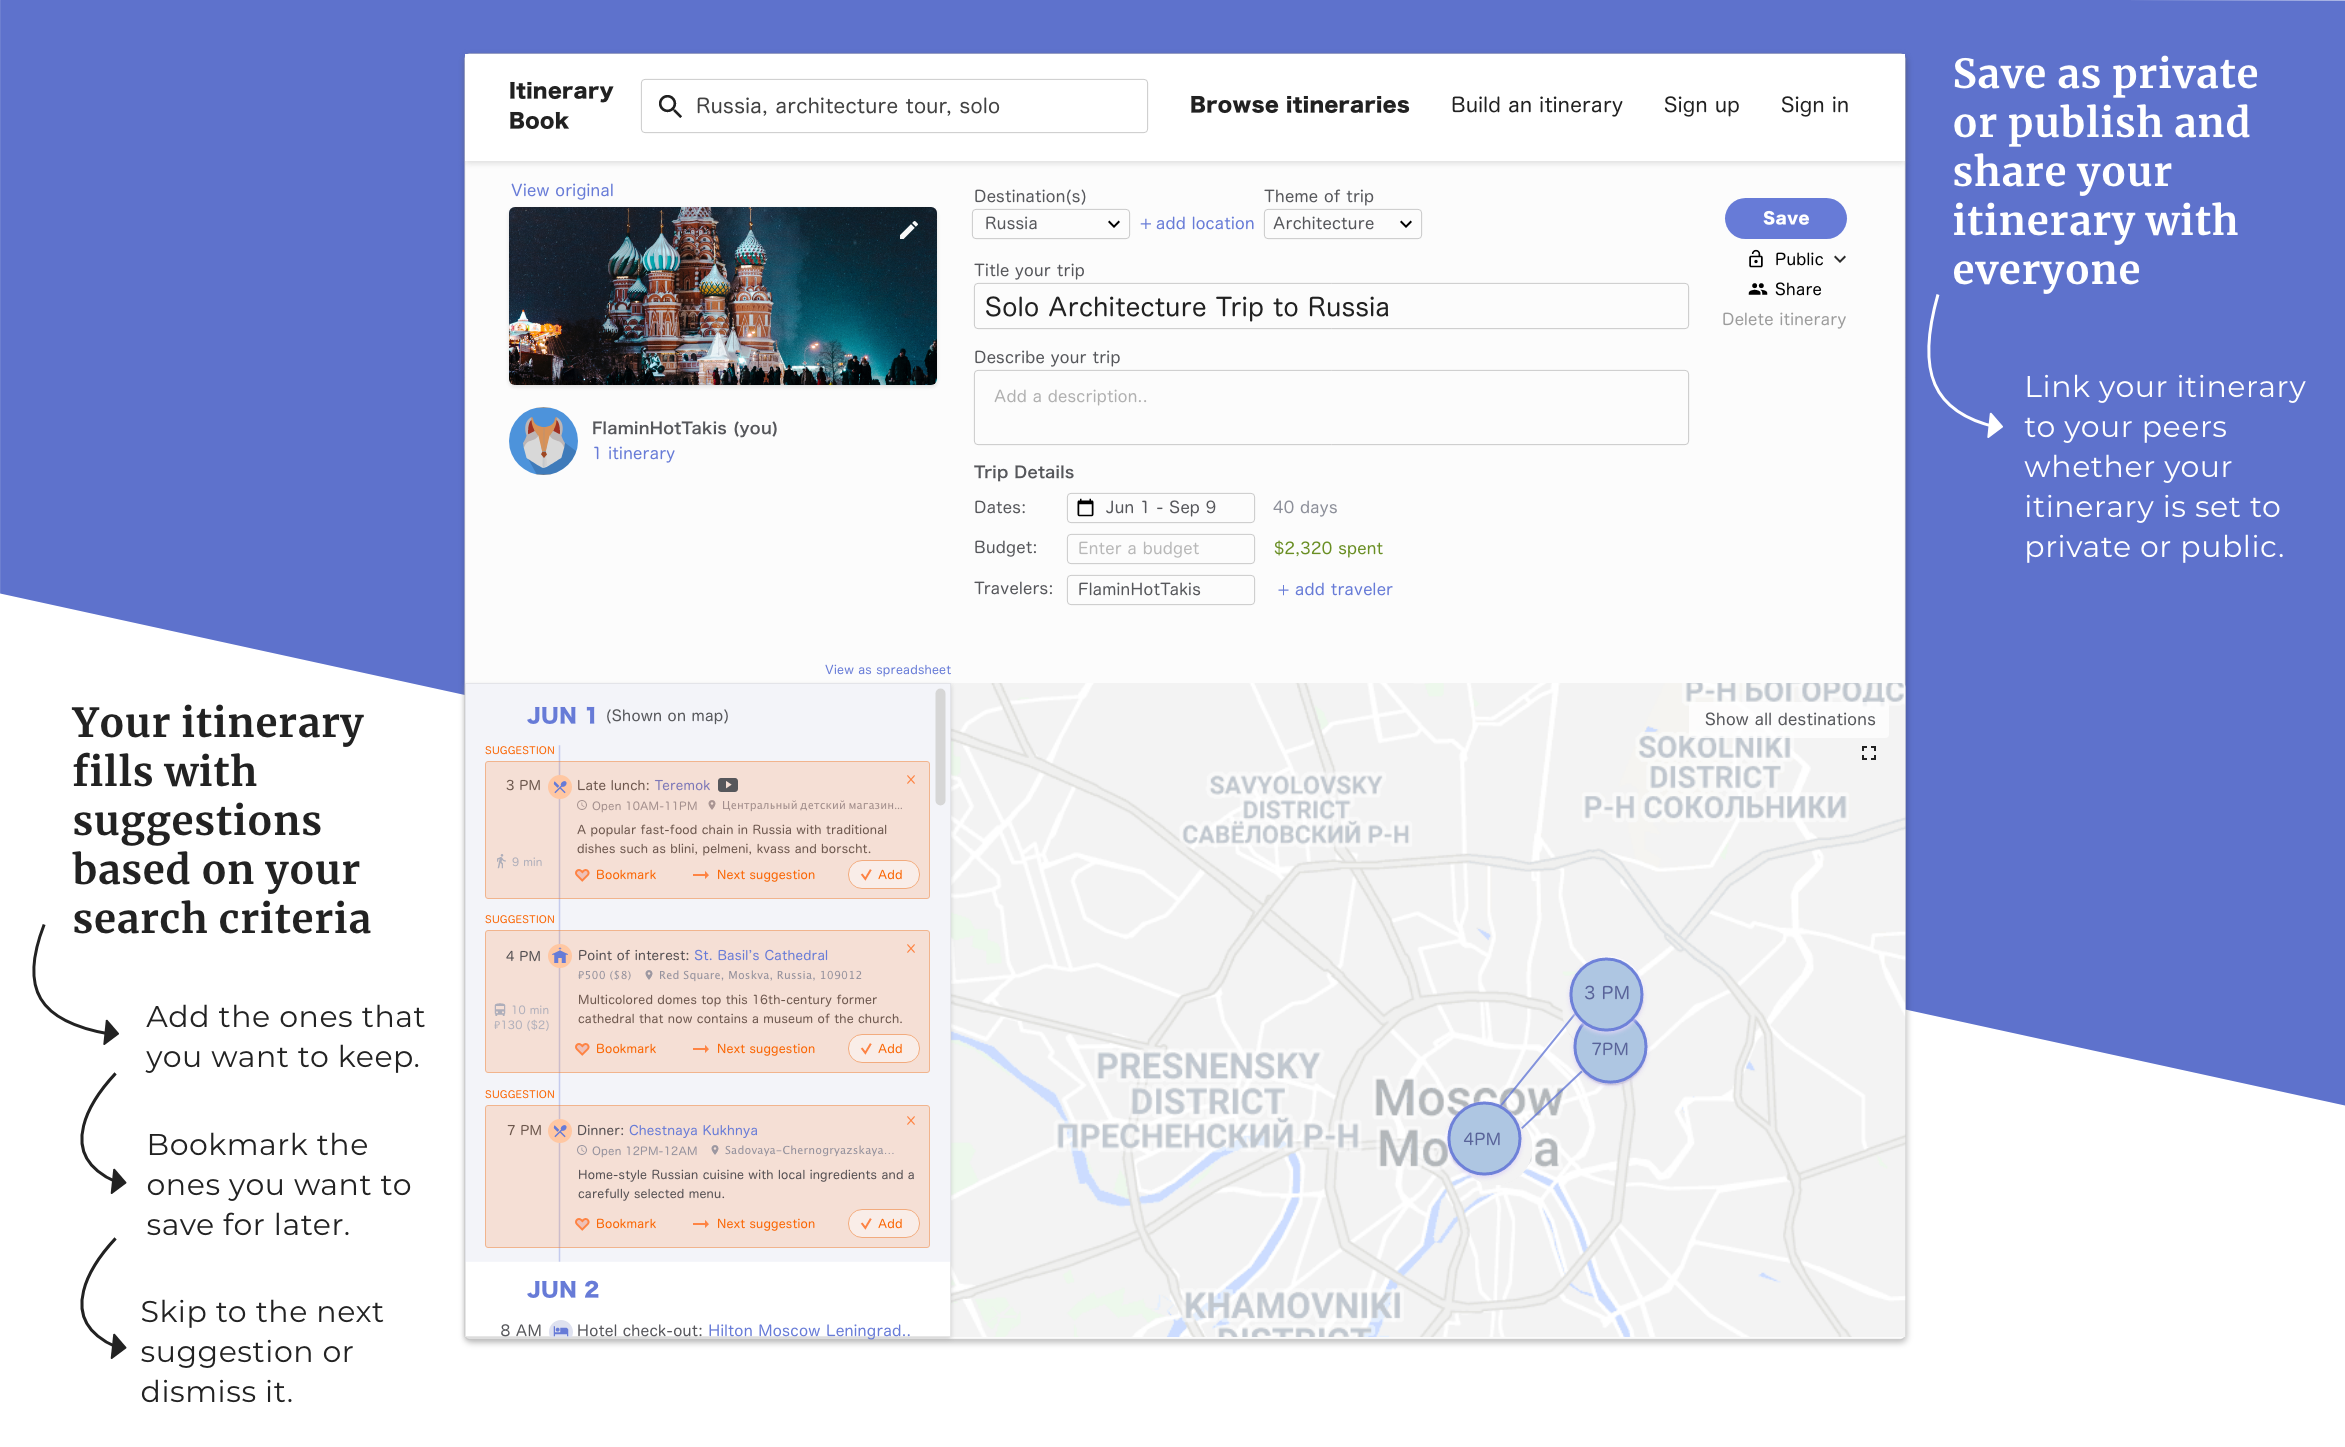 Itinerary
Book
Russia, architecture tour, solo
Browse itineraries
Build an itinerary
Sign up
Sign in
Save as private
or publish and
share your
itinerary with
everyone
Link your itinerary
to your peers
whether your
itinerary is set to
private or public.
View original
FlaminHotTakis (you)
1 itinerary
Destination(s)
Russia
+ add location
Theme of trip
Architecture
Save
Public
Share
Delete itinerary
Title your trip
Solo Architecture Trip to Russia
Describe your trip
Add a description..
Trip Details
Dates:
Jun 1 - Sep 9
40 days
Budget:
Enter a budget
$2,320 spent
Travelers:
FlaminHotTakis
+ add traveler
View as spreadsheet
Your itinerary
fills with
suggestions
based on your
search criteria
Add the ones that
you want to keep.
Bookmark the
ones you want to
save for later.
Skip to the next
suggestion or
dismiss it.
JUN 1 (Shown on map)
SUGGESTION
3 PM
Late lunch: Teremok
x
Open 10AM-11PM
Центральный детский магазин...
A popular fast-food chain in Russia with traditional
dishes such as blini, pelmeni, kvass and borscht.
9 min
Bookmark
Next suggestion
Add
SUGGESTION
4 PM
Point of interest: St. Basil's Cathedral
x
₽500 ($8)
Red Square, Moskva, Russia, 109012
Multicolored domes top this 16th-century former
cathedral that now contains a museum of the church.
10 min
₽130 ($2)
Bookmark
Next suggestion
Add
SUGGESTION
7 PM
Dinner: Chestnaya Kukhnya
x
Open 12PM-12AM
Sadovaya-Chernogryazskaya...
Home-style Russian cuisine with local ingredients and a
carefully selected menu.
Bookmark
Next suggestion
Add
JUN 2
8 AM
Hotel check-out: Hilton Moscow Leningrad..
Р-Н БОГОРОДС
Show all destinations
SOKOLNIKI
DISTRICT
Р-Н СОКОЛЬНИКИ
SAVYOLOVSKY
DISTRICT
САВЁЛОВСКИЙ Р-Н
3 PM
7PM
4PM
PRESNENSKY
DISTRICT
ПРЕСНЕНСКИЙ Р-Н
Moscow
KHAMOVNIKI
DISTRICT